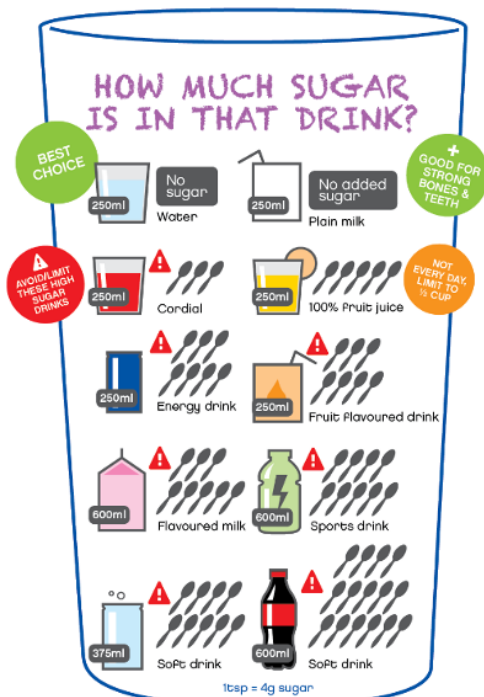 HOW MUCH SUGAR
IS IN THAT DRINK?
BEST
CHOICE
250ml
No
sugar
Water
250ml
No added
sugar
Plain milk
+
GOOD FOR
STRONG
BONES &
TEETH
!
AVOID/LIMIT
THESE HIGH
SUGAR
DRINKS
250ml
!
Cordial
250ml
100% fruit juice
NOT
EVERY DAY,
LIMIT TO
½ CUP
250ml
!
Energy drink
250ml
!
Fruit flavoured drink
600ml
!
Flavoured milk
600ml
!
Sports drink
375ml
!
Soft drink
600ml
!
Soft drink
1tsp = 4g sugar